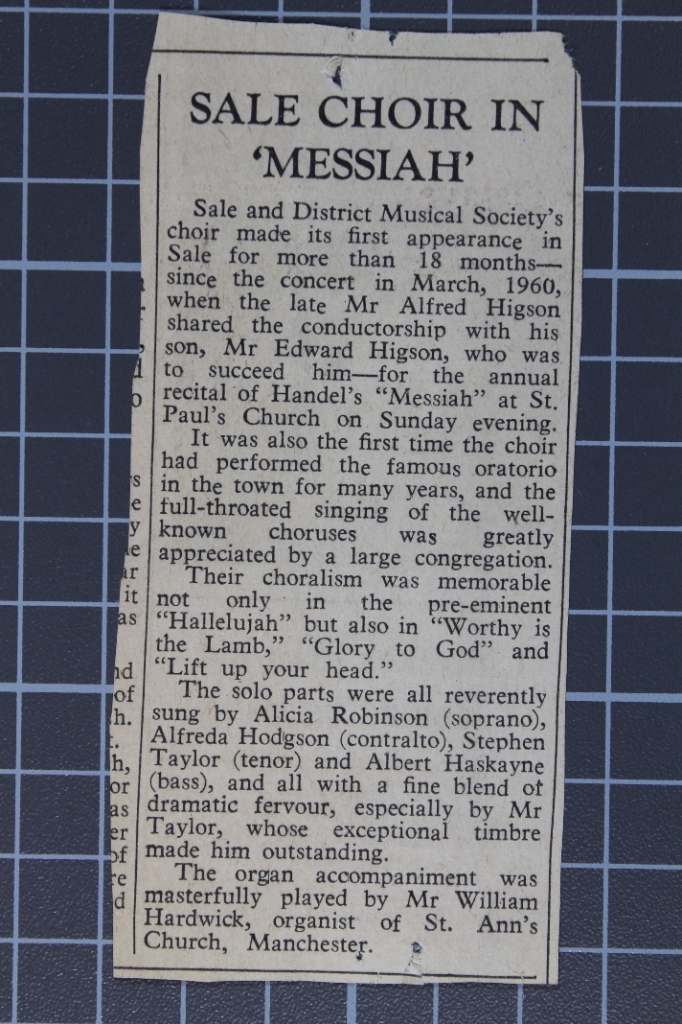 SALE CHOIR IN
'MESSIAH'
Sale and District Musical Society's
choir made its first appearance in
Sale for more than 18 months—
since the concert in March, 1960,
when the late Mr Alfred Higson
shared the conductorship with his
son, Mr Edward Higson, who was
to succeed him—for the annual
recital of Handel's "Messiah" at St.
Paul's Church on Sunday evening.
It was also the first time the choir
had performed the famous oratorio
in the town for many years, and the
full-throated singing of the well-
known choruses was greatly
appreciated by a large congregation.
Their choralism was memorable
not only in the pre-eminent
"Hallelujah" but also in "Worthy is
the Lamb," "Glory to God" and
"Lift up your head."
The solo parts were all reverently
sung by Alicia Robinson (soprano),
Alfreda Hodgson (contralto), Stephen
Taylor (tenor) and Albert Haskayne
(bass), and all with a fine blend of
dramatic fervour, especially by Mr
Taylor, whose exceptional timbre
made him outstanding.
The organ accompaniment was
masterfully played by Mr William
Hardwick, organist of St. Ann's
Church, Manchester.